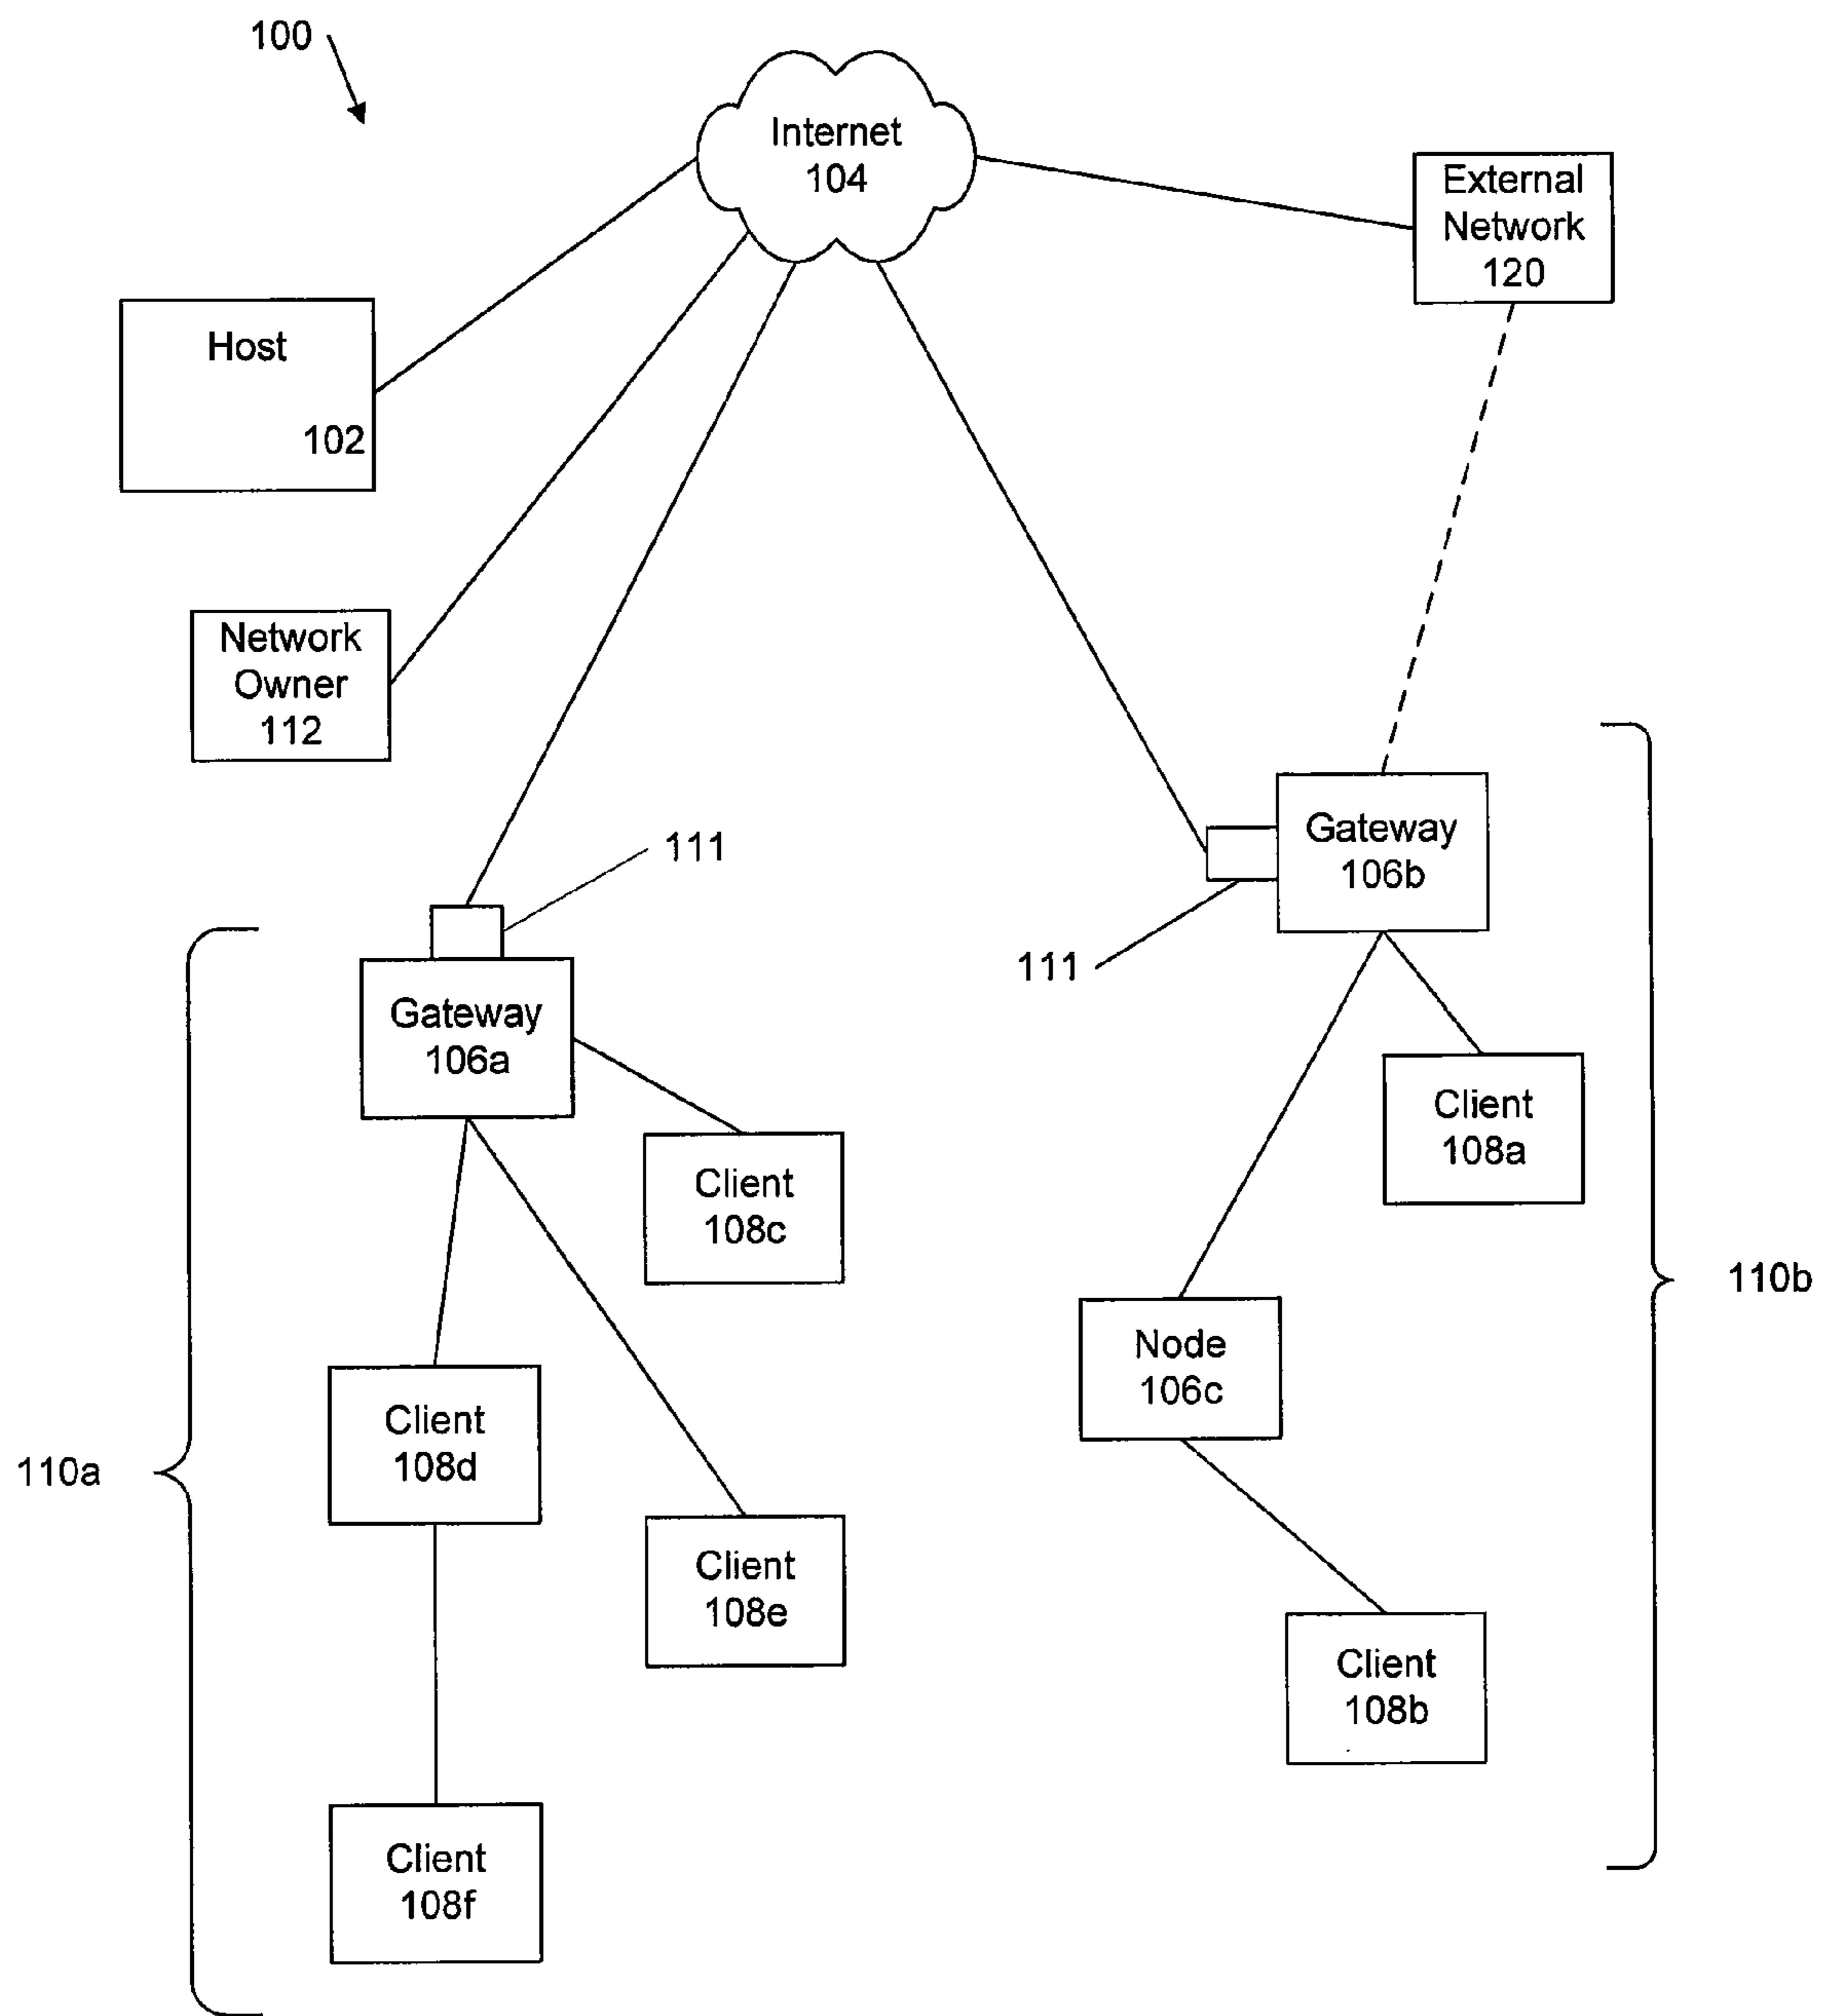 100
Internet
104
External
Network
120
Host
102
Network
Owner
112
111
Gateway
106b
111
Gateway
106a
Client
108a
Client
108c
110b
Node
106c
Client
108d
110a
Client
108e
Client
108b
Client
108f